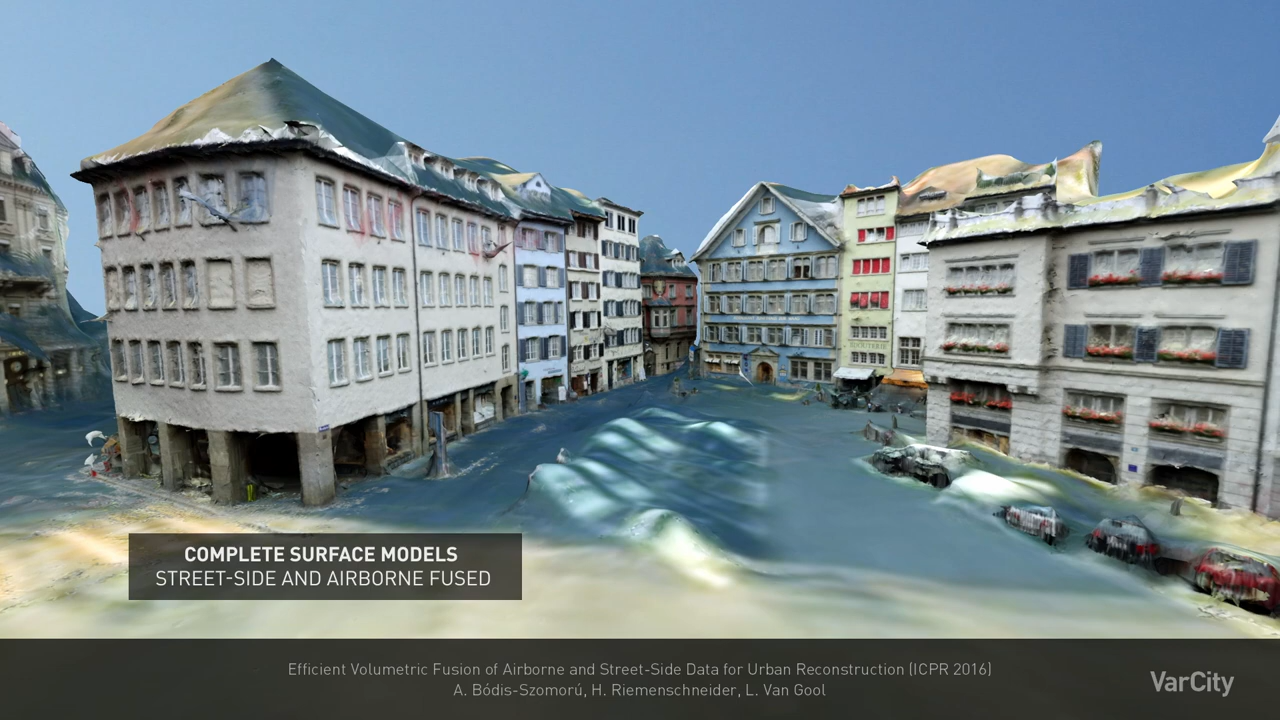 BIJOUTERIE
COMPLETE SURFACE MODELS
STREET-SIDE AND AIRBORNE FUSED
Efficient Volumetric Fusion of Airborne and Street-Side Data for Urban Reconstruction (ICPR 2016)
A. Bódis-Szomorú, H. Riemenschneider, L. Van Gool
VarCity